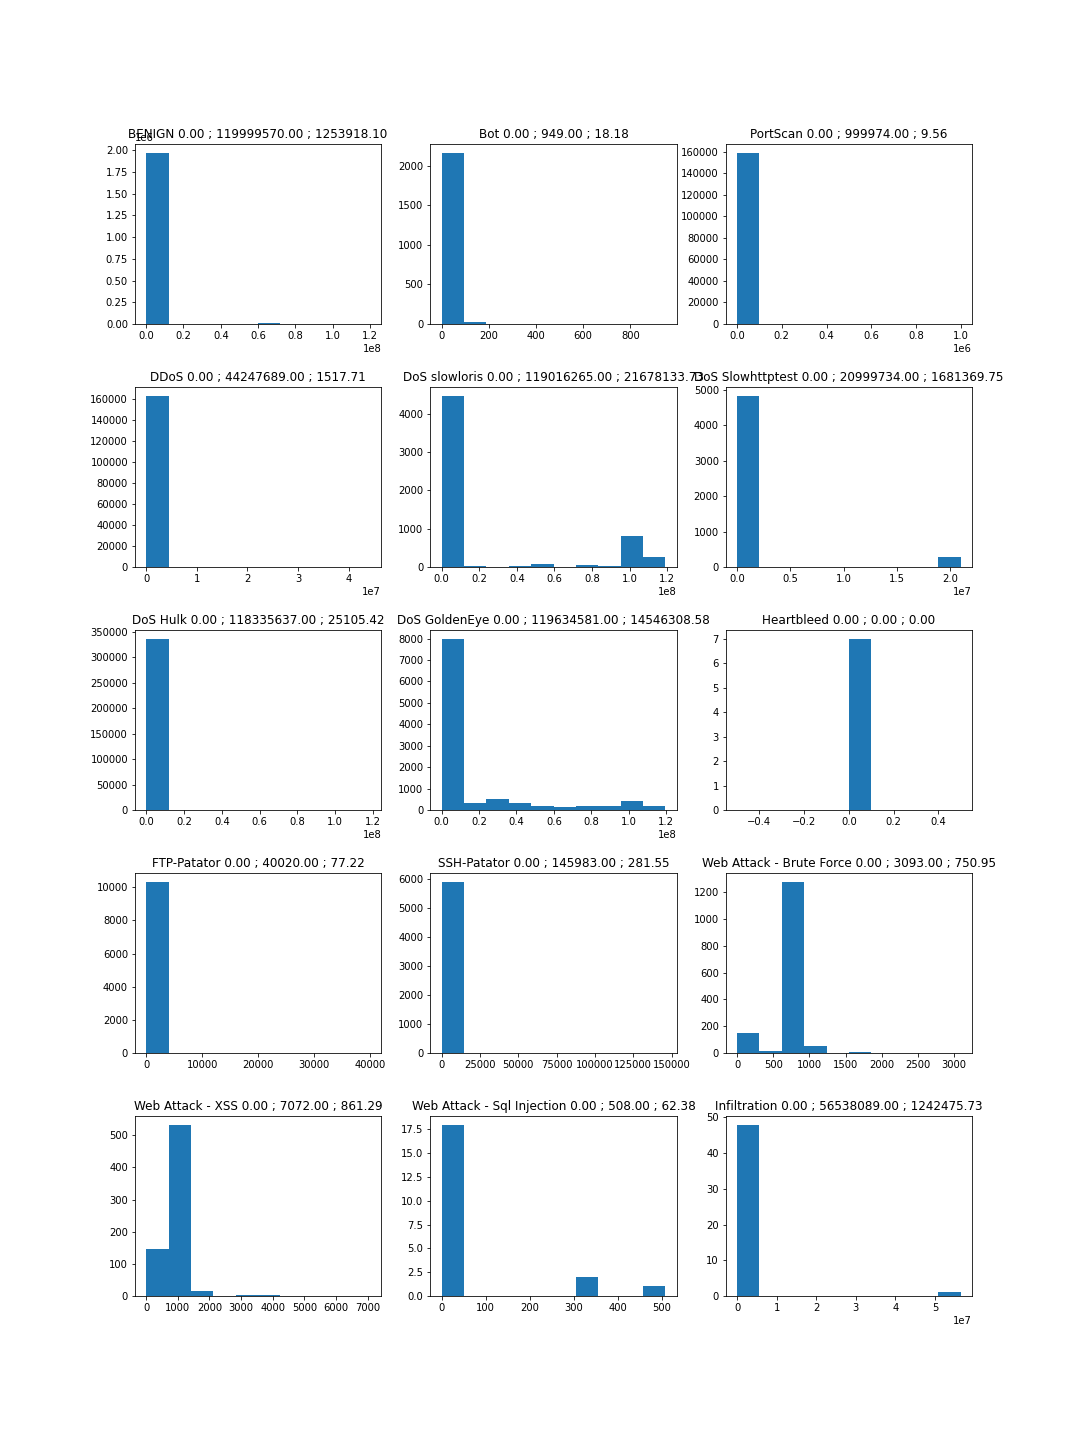 BENIGN 0.00 ; 119999570.00 ; 1253918.10
2.00
1.75
1.50
1.25
1.00
0.75
0.50
0.25
0.00
0.0 0.2 0.4 0.6 0.8 1.0 1.2
1e8
Bot 0.00 ; 949.00 ; 18.18
2000
1500
1000
500
0
0 200 400 600 800
PortScan 0.00 ; 999974.00 ; 9.56
160000
140000
120000
100000
80000
60000
40000
20000
0
0.0 0.2 0.4 0.6 0.8 1.0
1e6
DDoS 0.00 ; 44247689.00 ; 1517.71
160000
140000
120000
100000
80000
60000
40000
20000
0
0 1 2 3 4
1e7
DoS slowloris 0.00 ; 119016265.00 ; 21678133.73
4000
3000
2000
1000
0
0.0 0.2 0.4 0.6 0.8 1.0 1.2
1e8
DoS Slowhttptest 0.00 ; 20999734.00 ; 1681369.75
5000
4000
3000
2000
1000
0
0.0 0.5 1.0 1.5 2.0
1e7
DoS Hulk 0.00 ; 118335637.00 ; 25105.42
350000
300000
250000
200000
150000
100000
50000
0
0.0 0.2 0.4 0.6 0.8 1.0 1.2
1e8
DoS GoldenEye 0.00 ; 119634581.00 ; 14546308.58
8000
7000
6000
5000
4000
3000
2000
1000
0
0.0 0.2 0.4 0.6 0.8 1.0 1.2
1e8
Heartbleed 0.00 ; 0.00 ; 0.00
7
6
5
4
3
2
1
0
−0.4 −0.2 0.0 0.2 0.4
FTP-Patator 0.00 ; 40020.00 ; 77.22
10000
8000
6000
4000
2000
0
0 10000 20000 30000 40000
SSH-Patator 0.00 ; 145983.00 ; 281.55
6000
5000
4000
3000
2000
1000
0
0 25000 50000 75000 100000 125000 150000
Web Attack - Brute Force 0.00 ; 3093.00 ; 750.95
1200
1000
800
600
400
200
0
0 500 1000 1500 2000 2500 3000
Web Attack - XSS 0.00 ; 7072.00 ; 861.29
500
400
300
200
100
0
0 1000 2000 3000 4000 5000 6000 7000
Web Attack - Sql Injection 0.00 ; 508.00 ; 62.38
17.5
15.0
12.5
10.0
7.5
5.0
2.5
0.0
0 100 200 300 400 500
Infiltration 0.00 ; 56538089.00 ; 1242475.73
50
40
30
20
10
0
0 1 2 3 4 5
1e7